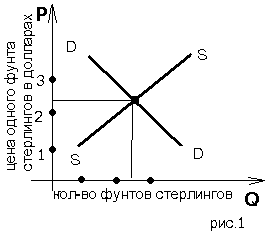 P
цена одного фунта
стерлингов в долларах
D
S
3
2
1
S
D
Q
кол-во фунтов стерлингов
рис.1